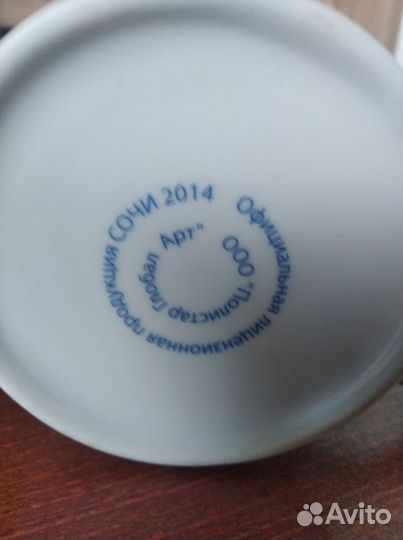 Официальная лицензионная продукция СОЧИ 2014
ООО "Полистар Глобал Арт"
Avito